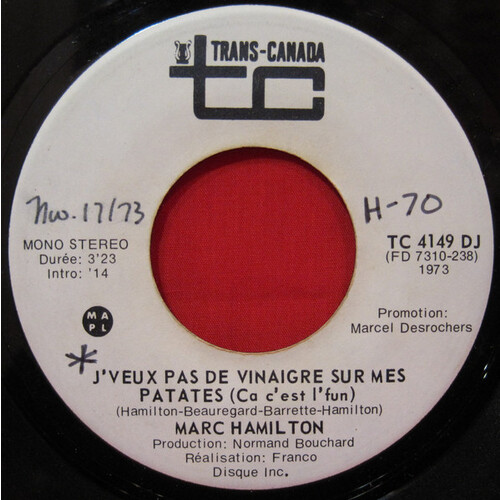 TRANS-CANADA
tc
Nov. 17/73
H-70
MONO STEREO
Durée: 3'23
Intro: '14
TC 4149 DJ
(FD 7310-238)
1973
Promotion:
Marcel Desrochers
MA
PL
*J'VEUX PAS DE VINAIGRE SUR MES
PATATES (Ca c'est l'fun)
(Hamilton-Beauregard-Barrette-Hamilton)
MARC HAMILTON
Production: Normand Bouchard
Réalisation: Franco
Disque Inc.